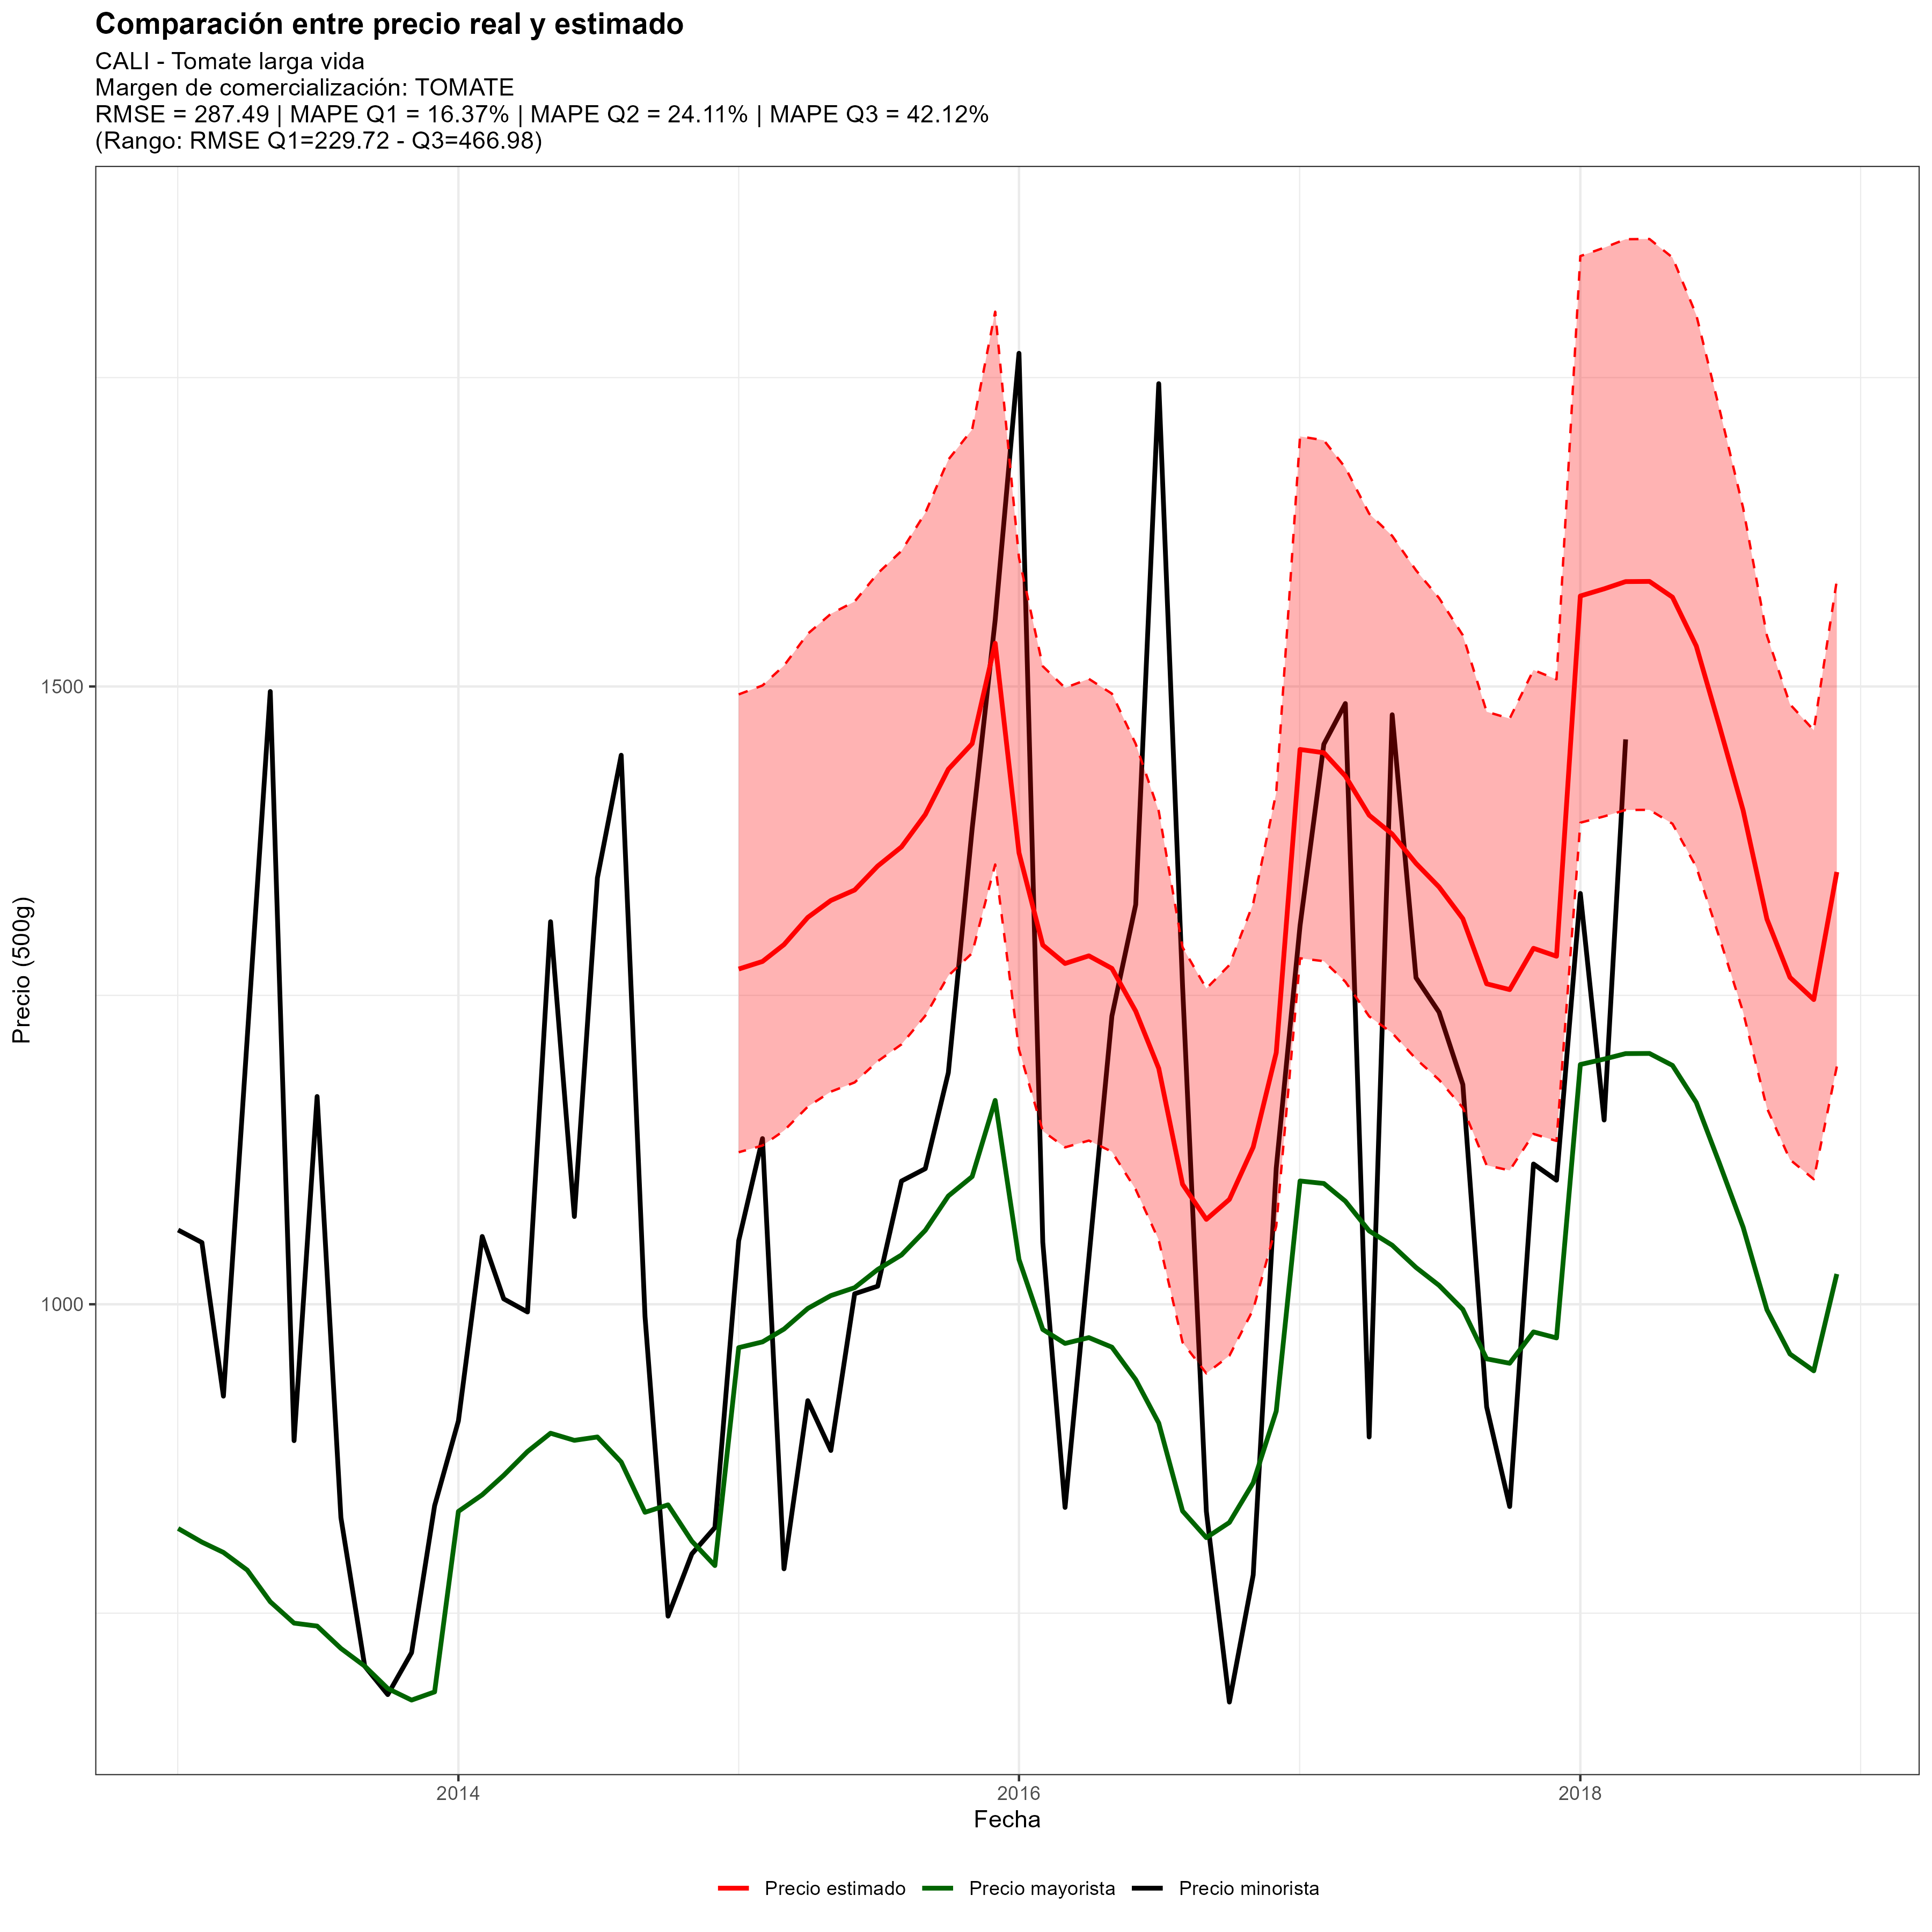 Comparación entre precio real y estimado
CALI - Tomate larga vida
Margen de comercialización: TOMATE
RMSE = 287.49 | MAPE Q1 = 16.37% | MAPE Q2 = 24.11% | MAPE Q3 = 42.12%
(Rango: RMSE Q1=229.72 - Q3=466.98)
Precio (500g)
1500
1000
2014
2016
2018
Fecha
Precio estimado
Precio mayorista
Precio minorista